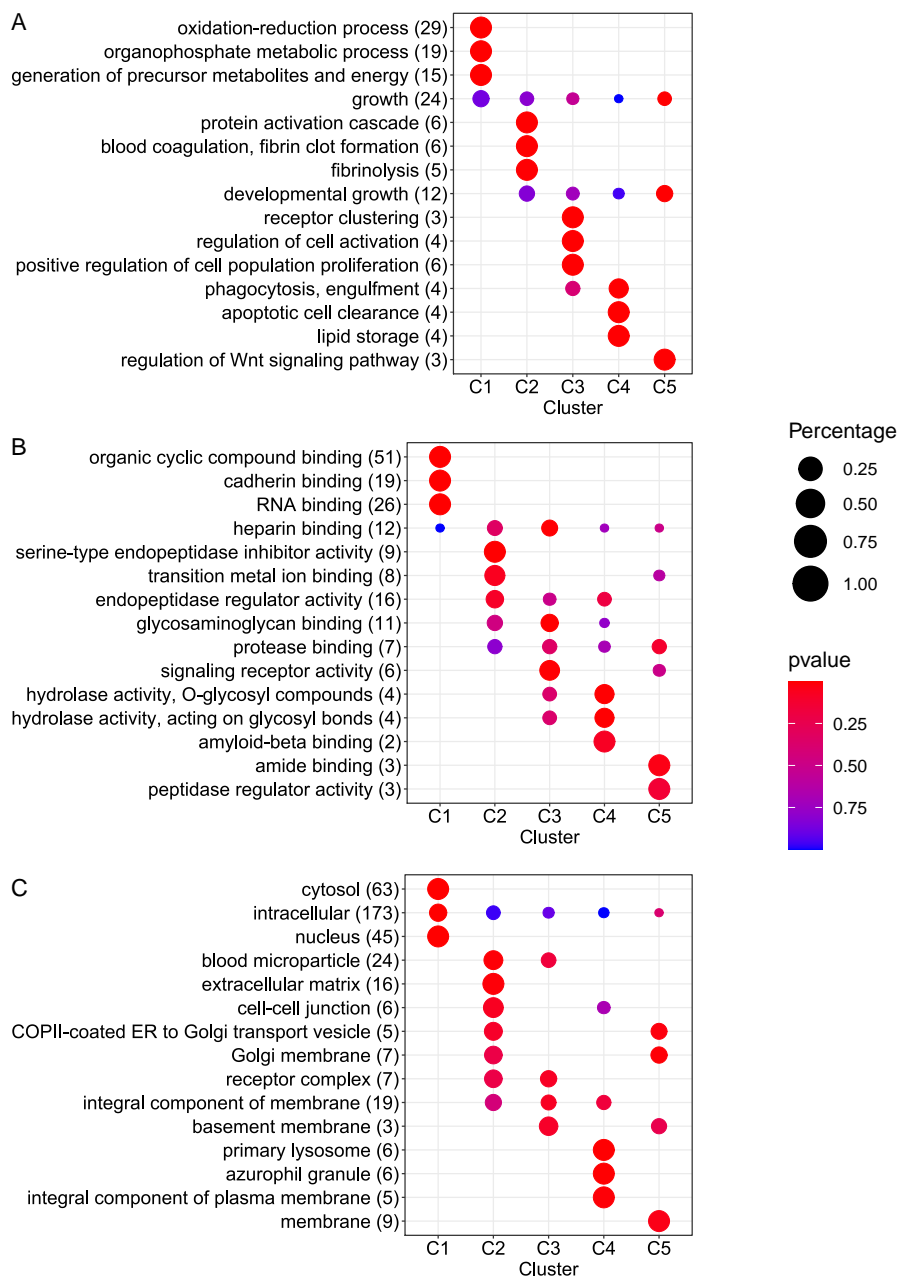 A
oxidation-reduction process (29)
organophosphate metabolic process (19)
generation of precursor metabolites and energy (15)
growth (24)
protein activation cascade (6)
blood coagulation, fibrin clot formation (6)
fibrinolysis (5)
developmental growth (12)
receptor clustering (3)
regulation of cell activation (4)
positive regulation of cell population proliferation (6)
phagocytosis, engulfment (4)
apoptotic cell clearance (4)
lipid storage (4)
regulation of Wnt signaling pathway (3)
C1 C2 C3 C4 C5
Cluster
B
organic cyclic compound binding (51)
cadherin binding (19)
RNA binding (26)
heparin binding (12)
serine-type endopeptidase inhibitor activity (9)
transition metal ion binding (8)
endopeptidase regulator activity (16)
glycosaminoglycan binding (11)
protease binding (7)
signaling receptor activity (6)
hydrolase activity, O-glycosyl compounds (4)
hydrolase activity, acting on glycosyl bonds (4)
amyloid-beta binding (2)
amide binding (3)
peptidase regulator activity (3)
C1 C2 C3 C4 C5
Cluster
Percentage
0.25
0.50
0.75
1.00
pvalue
0.25
0.50
0.75
C
cytosol (63)
intracellular (173)
nucleus (45)
blood microparticle (24)
extracellular matrix (16)
cell-cell junction (6)
COPII-coated ER to Golgi transport vesicle (5)
Golgi membrane (7)
receptor complex (7)
integral component of membrane (19)
basement membrane (3)
primary lysosome (6)
azurophil granule (6)
integral component of plasma membrane (5)
membrane (9)
C1 C2 C3 C4 C5
Cluster